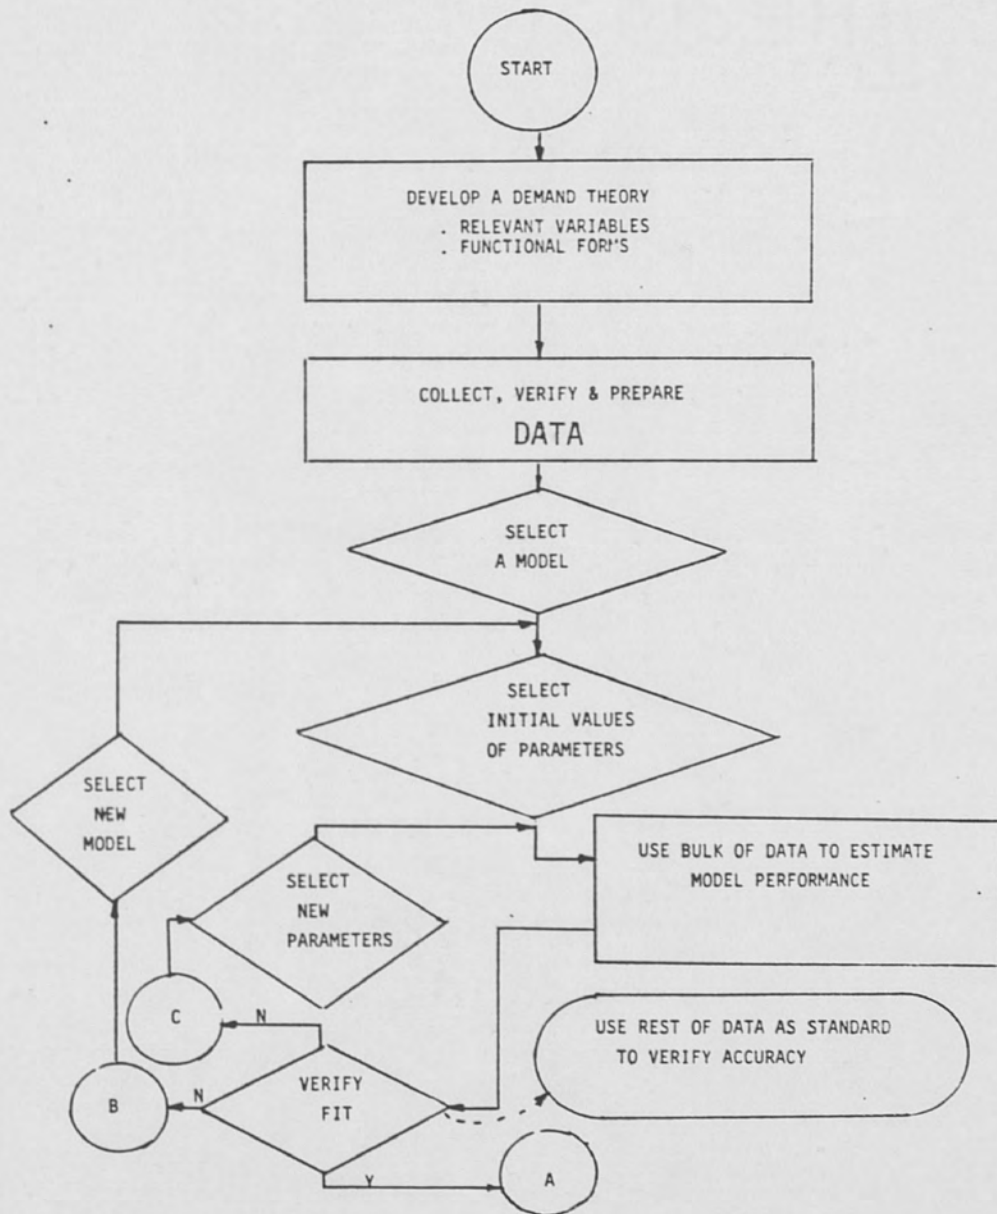 START
DEVELOP A DEMAND THEORY
. RELEVANT VARIABLES
. FUNCTIONAL FORMS
COLLECT, VERIFY & PREPARE
DATA
SELECT
A MODEL
SELECT
INITIAL VALUES
OF PARAMETERS
SELECT
NEW
MODEL
SELECT
NEW
PARAMETERS
USE BULK OF DATA TO ESTIMATE
MODEL PERFORMANCE
C
N
USE REST OF DATA AS STANDARD
TO VERIFY ACCURACY
B
N
VERIFY
FIT
Y
A